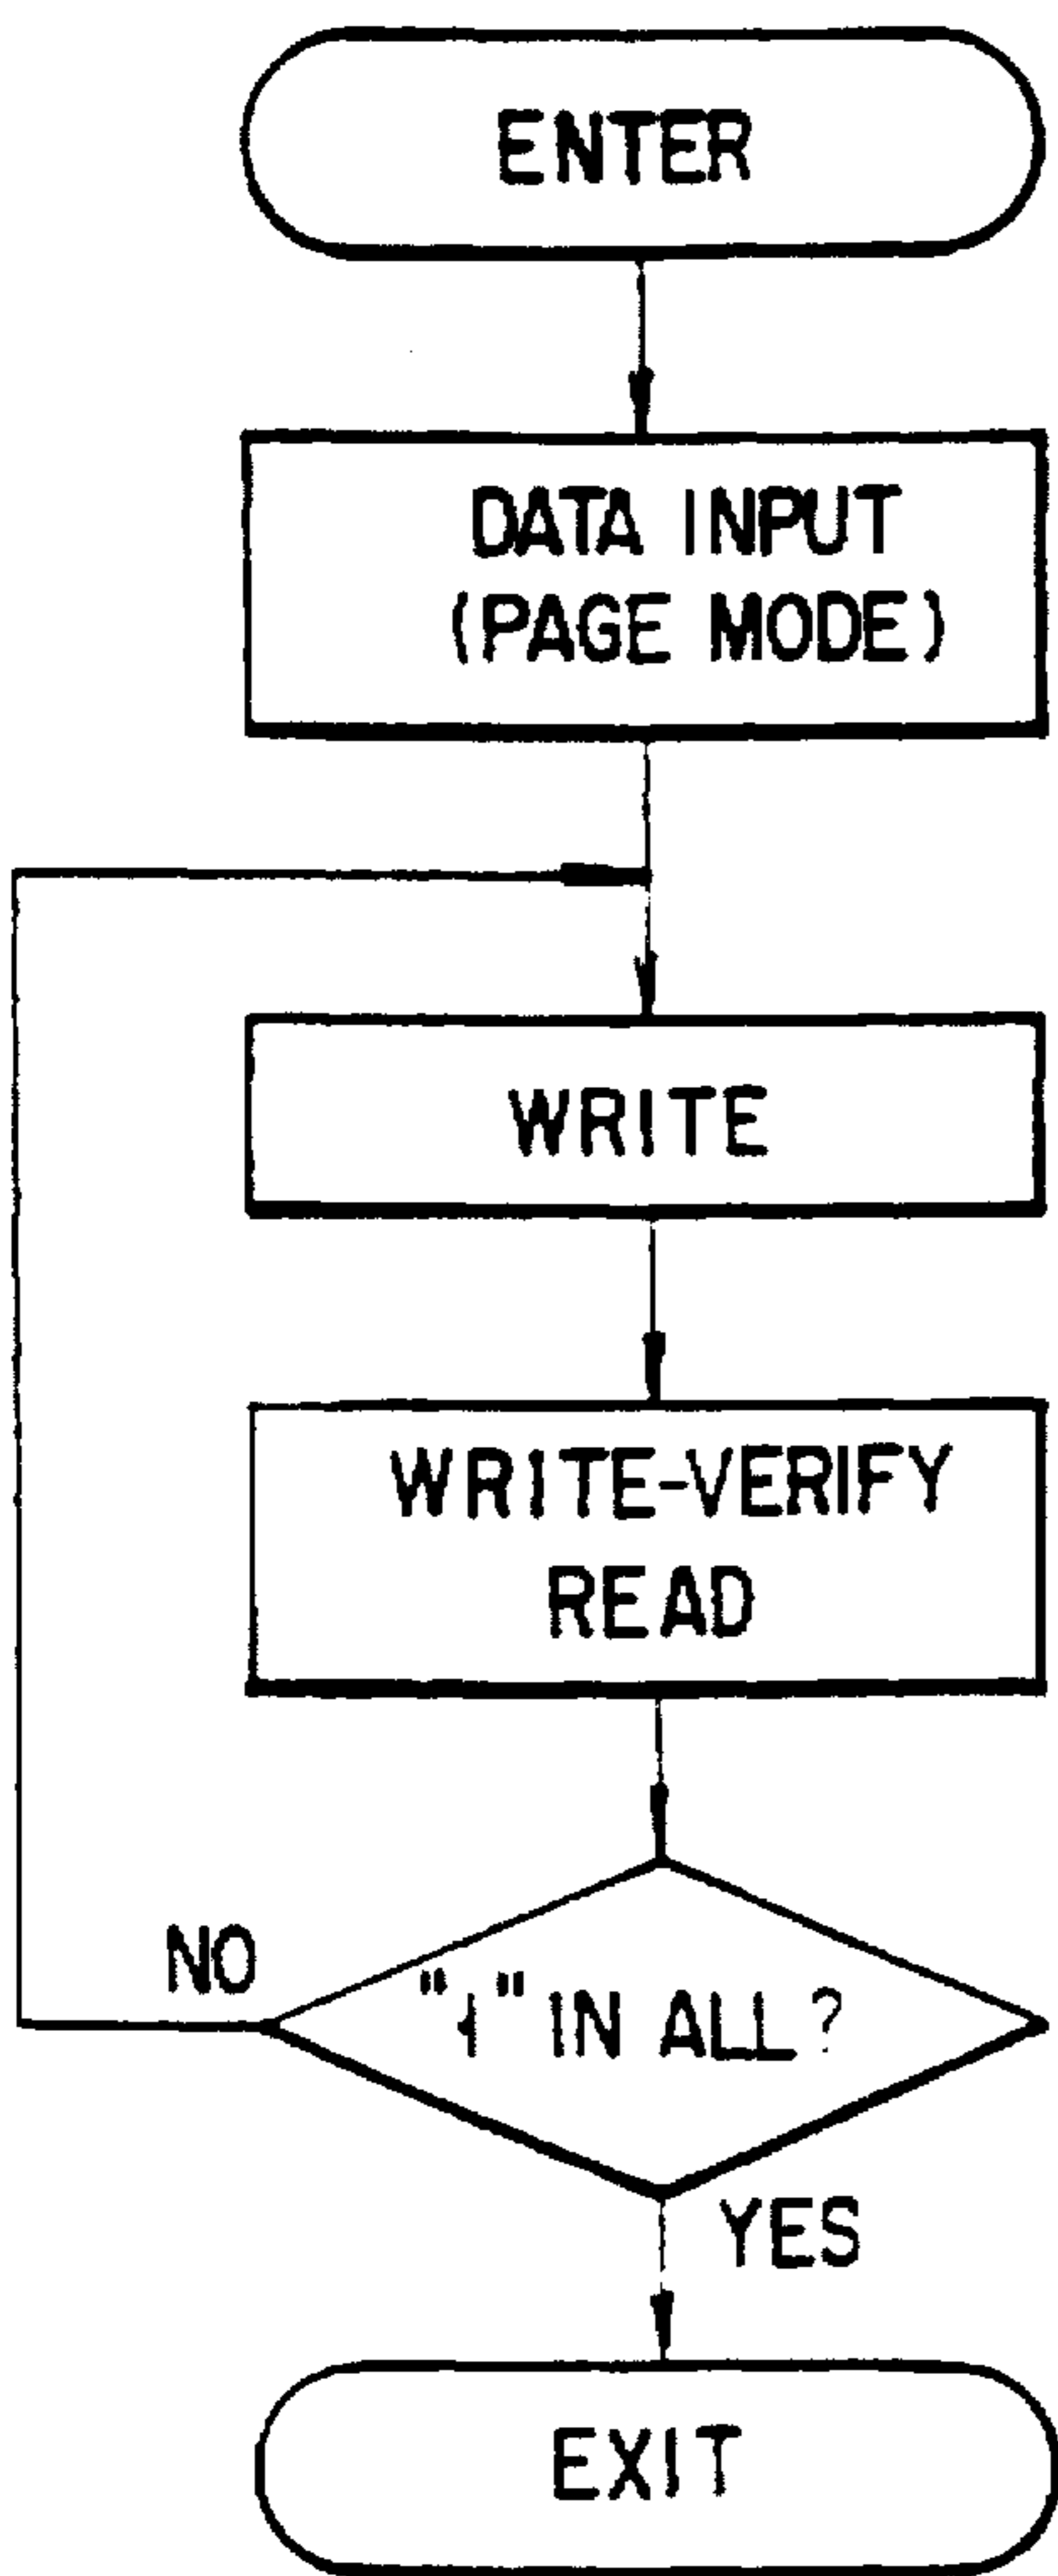 ENTER
DATA INPUT
(PAGE MODE)
WRITE
WRITE-VERIFY
READ
NO
"1" IN ALL?
YES
EXIT